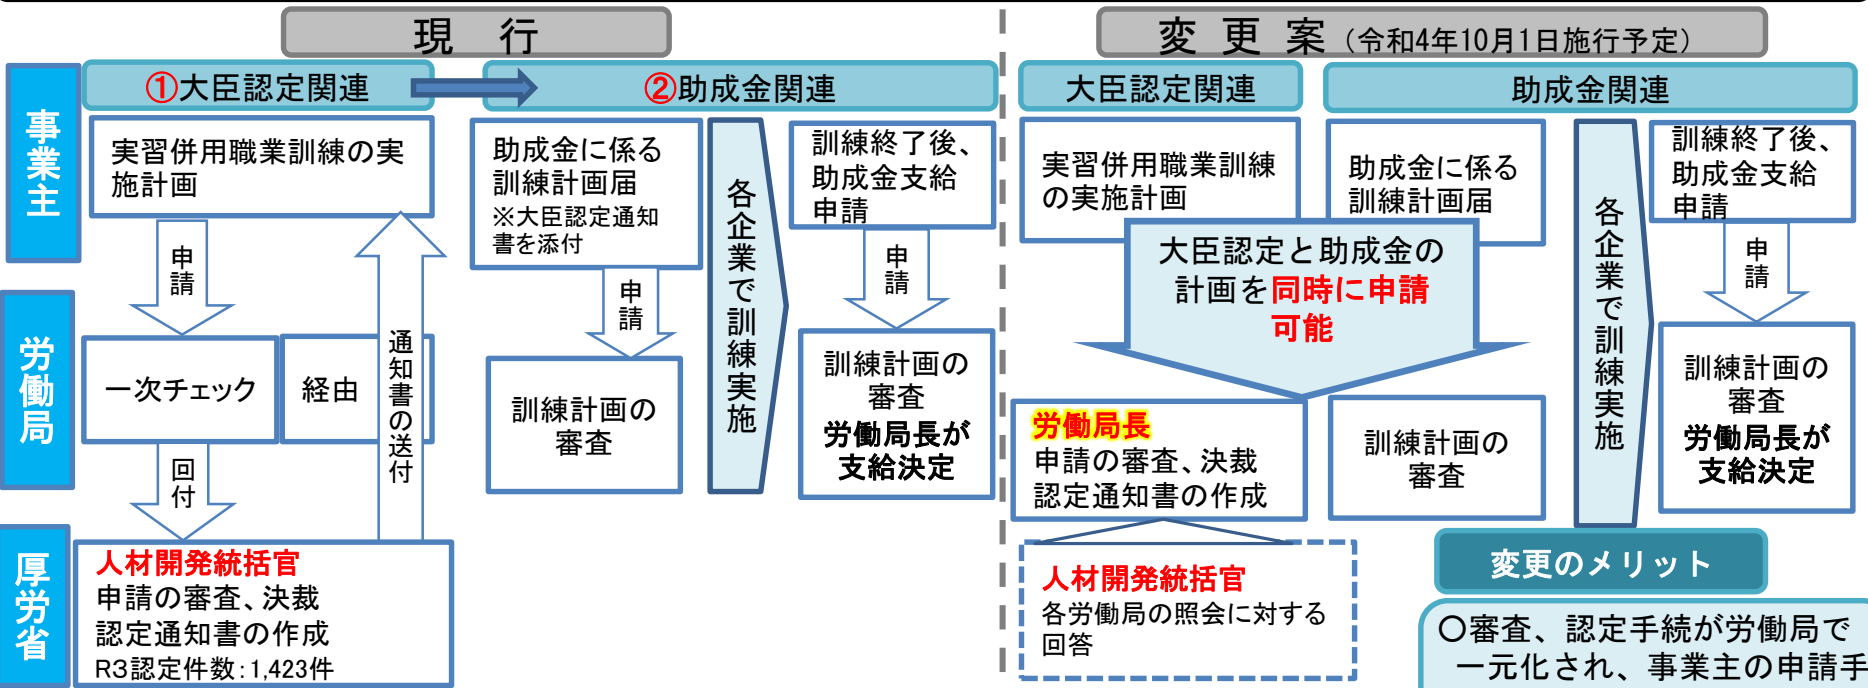 現　行
①大臣認定関連
②助成金関連
事業主
実習併用職業訓練の実
施計画
助成金に係る
訓練計画届
※大臣認定通知
書を添付
各企業で訓練実施
訓練終了後、
助成金支給
申請
申請
申請
申請
労働局
一次チェック
経由
通知書の送付
訓練計画の
審査
訓練計画の
審査
労働局長が
支給決定
回付
厚労省
人材開発統括官
申請の審査、決裁
認定通知書の作成
R3認定件数：1,423件
変 更 案（令和4年10月1日施行予定）
大臣認定関連
助成金関連
実習併用職業訓練
の実施計画
助成金に係る
訓練計画届
大臣認定と助成金の
計画を同時に申請
可能
各企業で訓練実施
訓練終了後、
助成金支給
申請
申請
労働局長
申請の審査、決裁
認定通知書の作成
訓練計画の
審査
訓練計画の
審査
労働局長が
支給決定
人材開発統括官
各労働局の照会に対する
回答
変更のメリット
○審査、認定手続が労働局で
一元化され、事業主の申請手